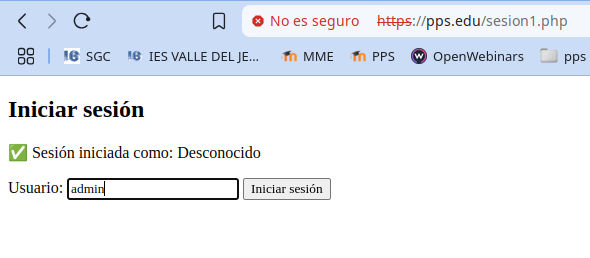 No es seguro https://pps.edu/sesion1.php
SGC IES VALLE DEL JE... MME PPS OpenWebinars pps
Iniciar sesión
✅ Sesión iniciada como: Desconocido
Usuario: admin Iniciar sesión